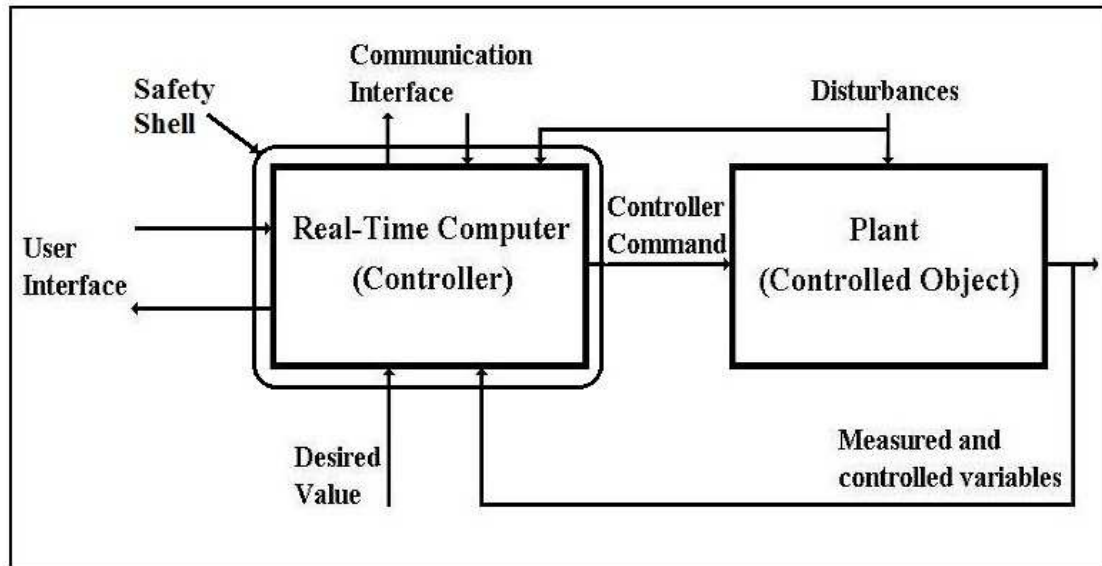 Communication
Interface
Safety
Shell
Disturbances
Real-Time Computer
(Controller)
Controller
Command
Plant
(Controlled Object)
User
Interface
Desired
Value
Measured and
controlled variables